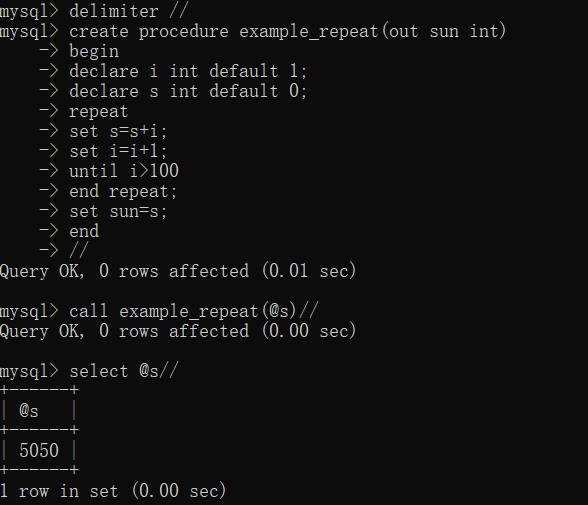 mysql> delimiter //
mysql> create procedure example_repeat(out sun int)
    -> begin
    -> declare i int default 1;
    -> declare s int default 0;
    -> repeat
    -> set s=s+i;
    -> set i=i+1;
    -> until i>100
    -> end repeat;
    -> set sun=s;
    -> end
    -> //
Query OK, 0 rows affected (0.01 sec)

mysql> call example_repeat(@s)//
Query OK, 0 rows affected (0.00 sec)

mysql> select @s//
+------+
| @s   |
+------+
| 5050 |
+------+
1 row in set (0.00 sec)